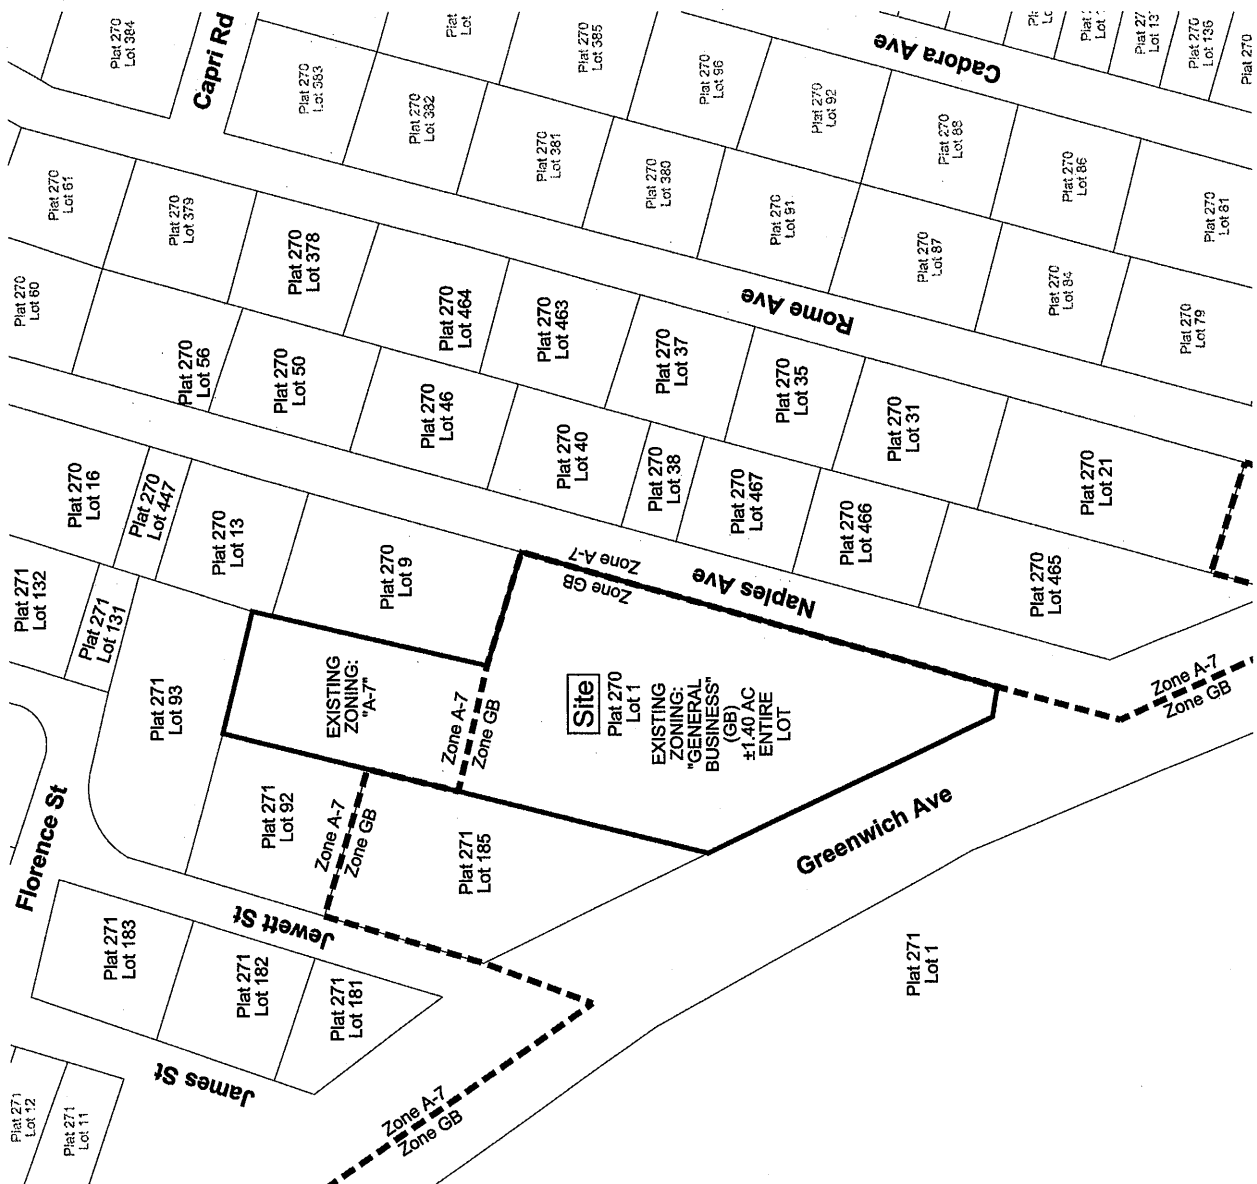 Plat 270
Lot 384
Capri Rd
Plat 270
Lot 383
Plat 270
Lot 382
Plat
Lot
Plat 270
Lot 385
Plat 270
Lot 381
Plat 270
Lot 380
Plat 270
Lot 96
Plat 270
Lot 92
Plat 270
Lot 91
Cadora Ave
Plat 270
Lot 88
Plat 270
Lot 86
Plat 270
Lot 87
Plat 270
Lot 84
Plat 270
Lot 81
Plat 270
Lot 79
Plat 270
Lot 136
Plat 270
Plat 270
Lot 61
Plat 270
Lot 60
Plat 270
Lot 379
Plat 270
Lot 378
Plat 270
Lot 464
Plat 270
Lot 463
Plat 270
Lot 37
Plat 270
Lot 35
Plat 270
Lot 31
Plat 270
Lot 21
Rome Ave
Plat 270
Lot 56
Plat 270
Lot 50
Plat 270
Lot 46
Plat 270
Lot 40
Plat 270
Lot 38
Plat 270
Lot 467
Plat 270
Lot 466
Plat 270
Lot 465
Naples Ave
Plat 270
Lot 16
Plat 270
Lot 447
Plat 270
Lot 13
Plat 270
Lot 9
Zone A-7
Zone GB
Plat 271
Lot 132
Plat 271
Lot 131
Plat 271
Lot 93
EXISTING
ZONING:
"A-7"
Zone A-7
Zone GB
Site
Plat 270
Lot 1
EXISTING
ZONING:
"GENERAL
BUSINESS"
(GB)
±1.40 AC
ENTIRE
LOT
Zone A-7
Zone GB
Greenwich Ave
Florence St
Plat 271
Lot 92
Zone A-7
Zone GB
Plat 271
Lot 185
Jewett St
Plat 271
Lot 183
Plat 271
Lot 182
Plat 271
Lot 181
James St
Plat 271
Lot 12
Plat 271
Lot 11
Zone A-7
Zone GB
Plat 271
Lot 1